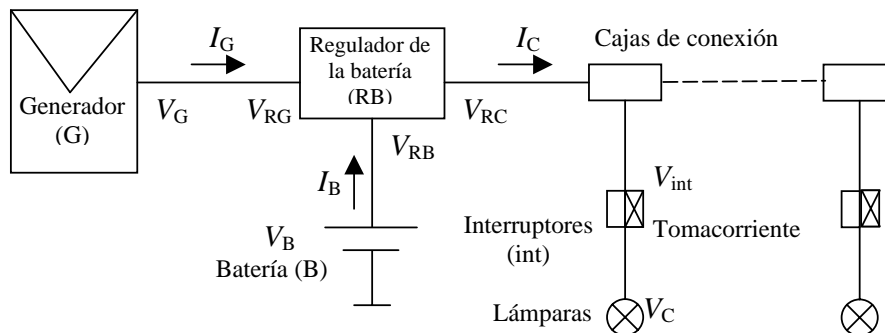 I_G
Regulador de
la batería
(RB)
I_C
Cajas de conexión
Generador
(G)
V_G
V_RG
V_RC
V_RB
I_B
V_int
V_B
Batería (B)
Interruptores
(int)
Tomacorriente
Lámparas
V_C